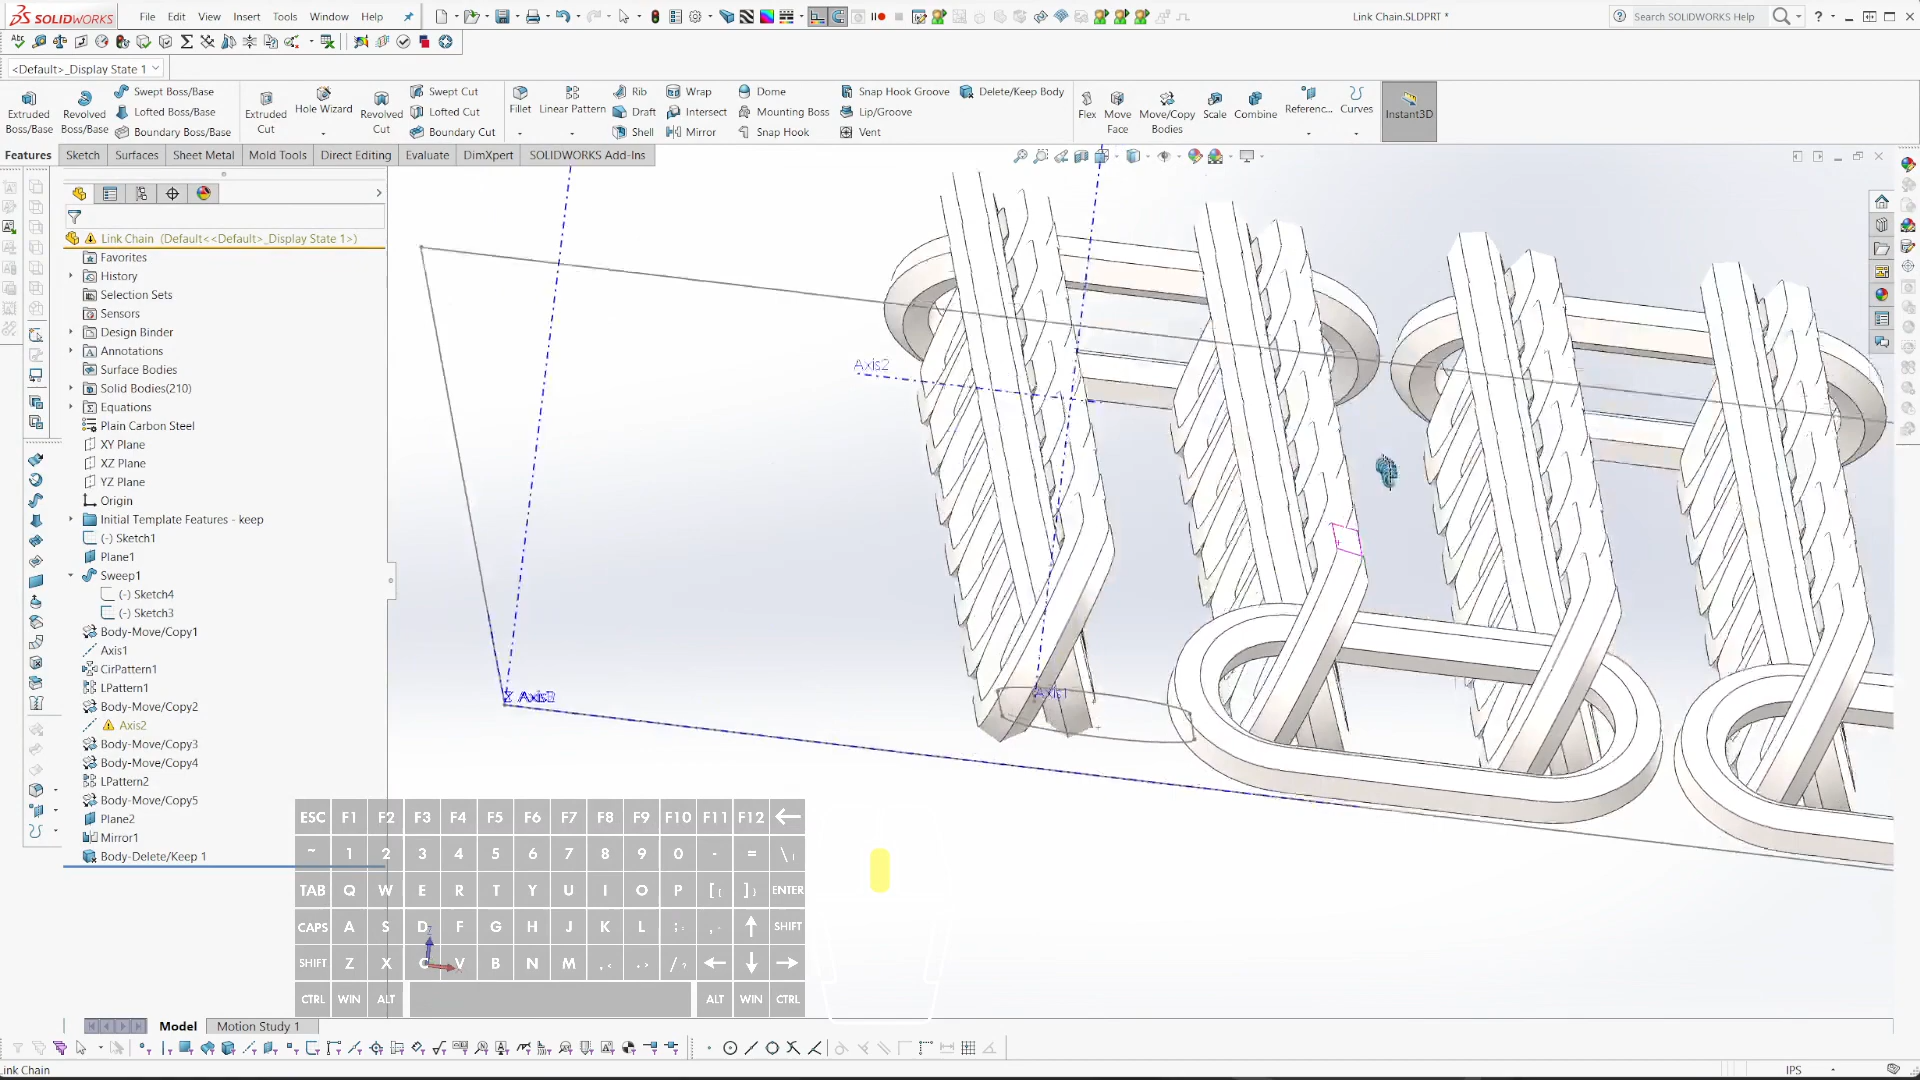 SOLIDWORKS File Edit View Insert Tools Window Help Link Chain.SLDPRT * Search SOLIDWORKS Help
<Default>_Display State 1
Swept Boss/Base Swept Cut Rib Wrap Dome Snap Hook Groove Delete/Keep Body
Extruded Boss/Base Revolved Boss/Base Lofted Boss/Base Extruded Cut Hole Wizard Revolved Cut Lofted Cut Fillet Linear Pattern Draft Intersect Mounting Boss Lip/Groove Flex Move Face Move/Copy Bodies Scale Combine Referenc... Curves Instant3D
Boundary Boss/Base Boundary Cut Shell Mirror Snap Hook Vent
Features Sketch Surfaces Sheet Metal Mold Tools Direct Editing Evaluate DimXpert SOLIDWORKS Add-Ins
Link Chain (Default<<Default>_Display State 1>)
Favorites
History
Selection Sets
Sensors
Design Binder
Annotations
Surface Bodies
Solid Bodies(210)
Equations
Plain Carbon Steel
XY Plane
XZ Plane
YZ Plane
Origin
Initial Template Features - keep
(-) Sketch1
Plane1
Sweep1
(-) Sketch4
(-) Sketch3
Body-Move/Copy1
Axis1
CirPattern1
LPattern1
Body-Move/Copy2
Axis2
Body-Move/Copy3
Body-Move/Copy4
LPattern2
Body-Move/Copy5
Plane2
Mirror1
Body-Delete/Keep 1
Axis2
Axis1
ESC F1 F2 F3 F4 F5 F6 F7 F8 F9 F10 F11 F12 ←
~ 1 2 3 4 5 6 7 8 9 0 - = \|
TAB Q W E R T Y U I O P [{ ]} ENTER
CAPS A S D F G H J K L ;: ,. ↑ SHIFT
SHIFT Z X C V B N M ,< .> /? ← ↓ →
CTRL WIN ALT ALT WIN CTRL
Model Motion Study 1
Link Chain IPS